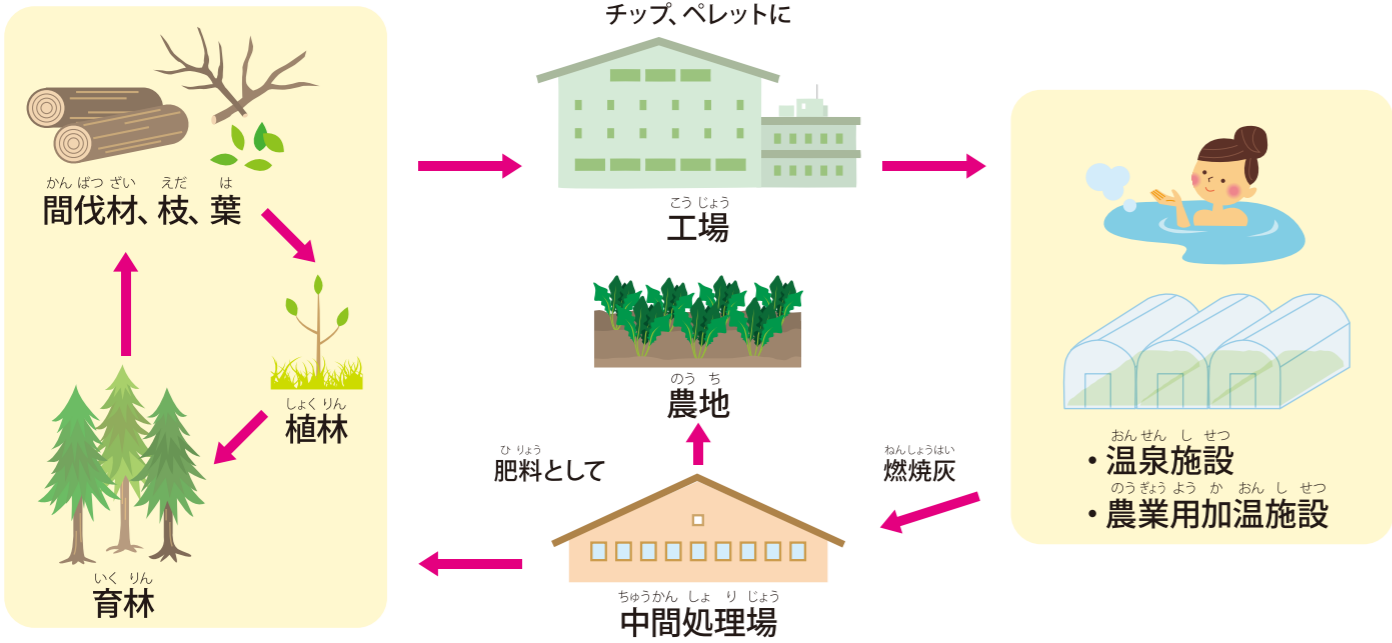 チップ、ペレットに
かんばつざい えだ は
間伐材、枝、葉
こうじょう
工場
しょくりん
植林
いく りん
育林
のう ち
農地
ひ りょう
肥料として
ねんしょうはい
燃焼灰
ちゅうかん しょ り じょう
中間処理場
おんせん し せつ
・温泉施設
のうぎょう よう か おん し せつ
・農業用加温施設